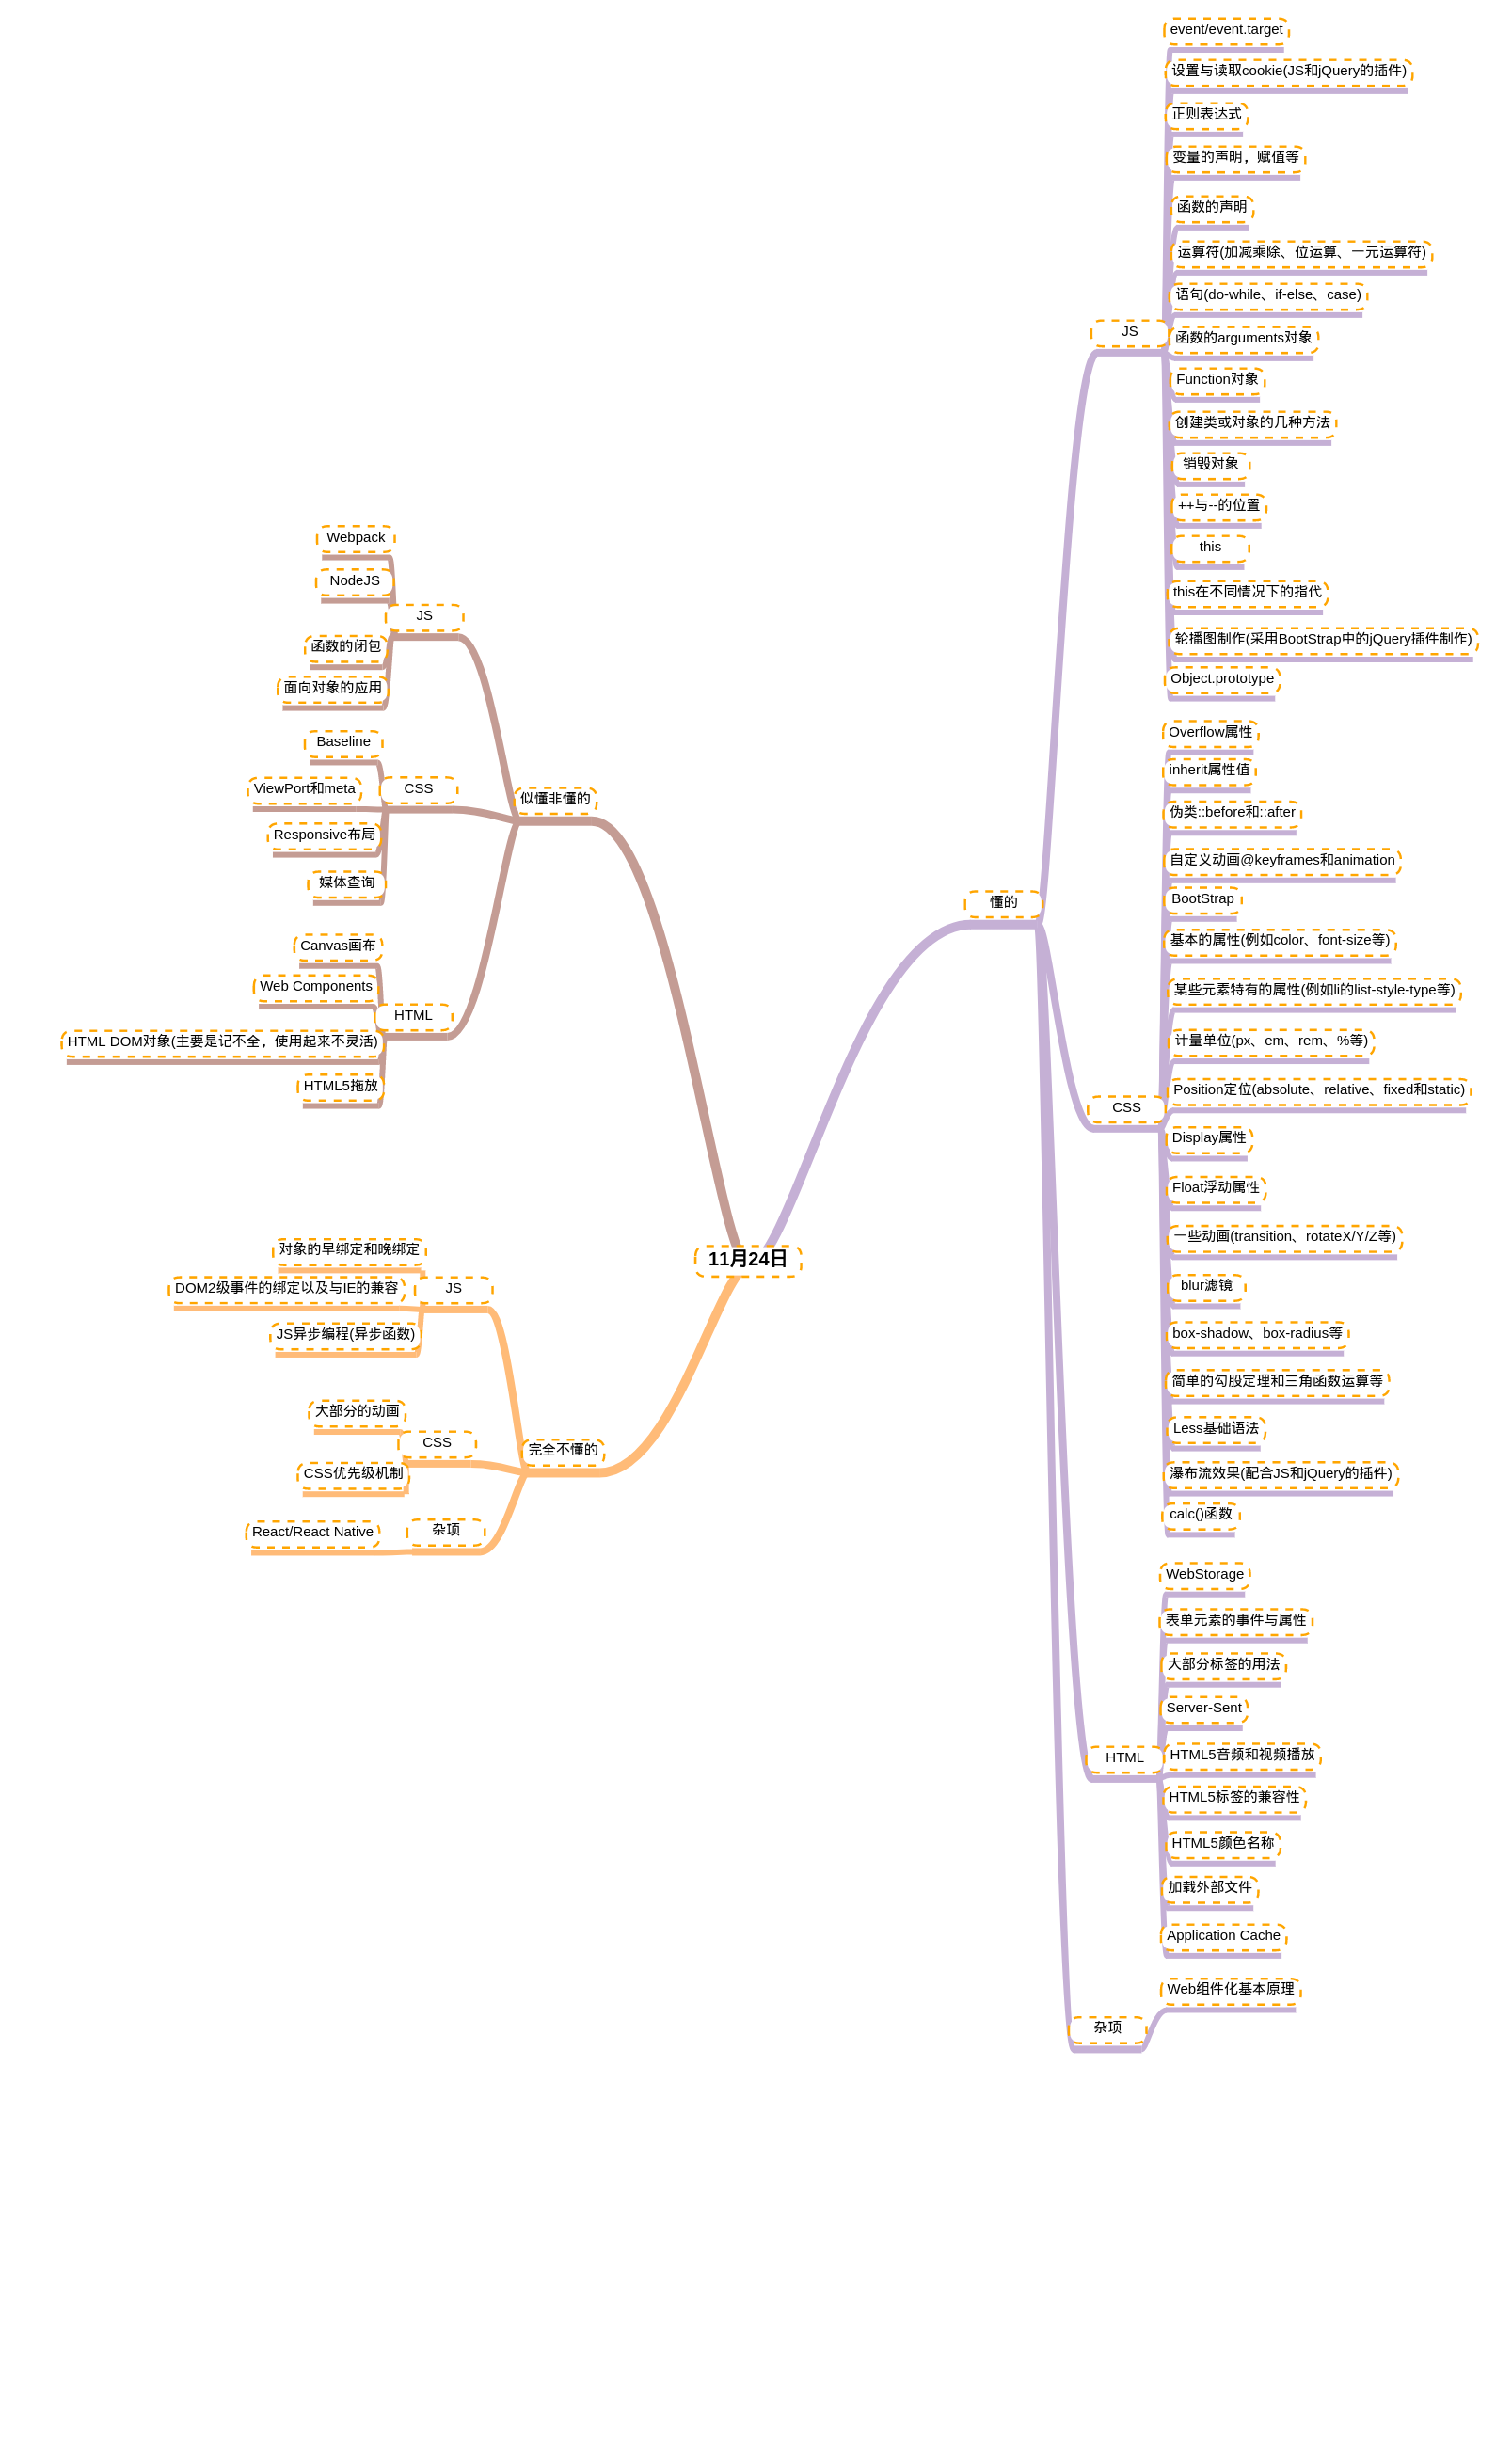 11月24日
懂的
JS
event/event.target
设置与读取cookie(JS和jQuery的插件)
正则表达式
变量的声明，赋值等
函数的声明
运算符(加减乘除、位运算、一元运算符)
语句(do-while、if-else、case)
函数的arguments对象
Function对象
创建类或对象的几种方法
销毁对象
++与--的位置
this
this在不同情况下的指代
轮播图制作(采用BootStrap中的jQuery插件制作)
Object.prototype
CSS
Overflow属性
inherit属性值
伪类::before和::after
自定义动画@keyframes和animation
BootStrap
基本的属性(例如color、font-size等)
某些元素特有的属性(例如li的list-style-type等)
计量单位(px、em、rem、%等)
Position定位(absolute、relative、fixed和static)
Display属性
Float浮动属性
一些动画(transition、rotateX/Y/Z等)
blur滤镜
box-shadow、box-radius等
简单的勾股定理和三角函数运算等
Less基础语法
瀑布流效果(配合JS和jQuery的插件)
calc()函数
HTML
WebStorage
表单元素的事件与属性
大部分标签的用法
Server-Sent
HTML5音频和视频播放
HTML5标签的兼容性
HTML5颜色名称
加载外部文件
Application Cache
杂项
Web组件化基本原理
似懂非懂的
JS
Webpack
NodeJS
函数的闭包
面向对象的应用
CSS
Baseline
ViewPort和meta
Responsive布局
媒体查询
HTML
Canvas画布
Web Components
HTML DOM对象(主要是记不全，使用起来不灵活)
HTML5拖放
完全不懂的
JS
对象的早绑定和晚绑定
DOM2级事件的绑定以及与IE的兼容
JS异步编程(异步函数)
CSS
大部分的动画
CSS优先级机制
杂项
React/React Native